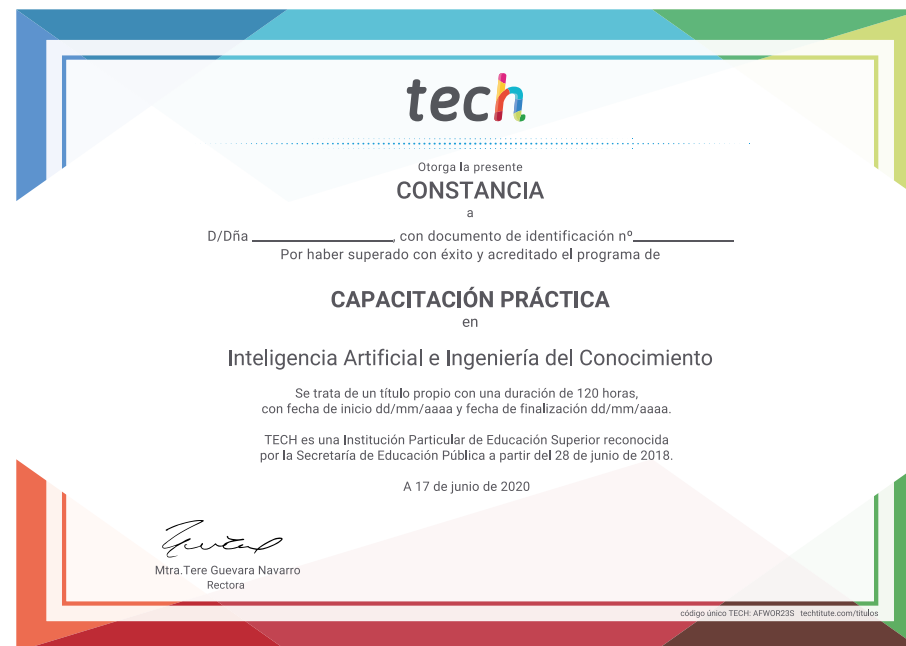 tech
Otorga la presente
CONSTANCIA
a
D/Dña ________________, con documento de identificación nº____________
Por haber superado con éxito y acreditado el programa de
CAPACITACIÓN PRÁCTICA
en
Inteligencia Artificial e Ingeniería del Conocimiento
Se trata de un título propio con una duración de 120 horas,
con fecha de inicio dd/mm/aaaa y fecha de finalización dd/mm/aaaa.
TECH es una Institución Particular de Educación Superior reconocida
por la Secretaría de Educación Pública a partir del 28 de junio de 2018.
A 17 de junio de 2020
Mtra.Tere Guevara Navarro
Rectora
código único TECH: AFWOR23S techtitute.com/titulos